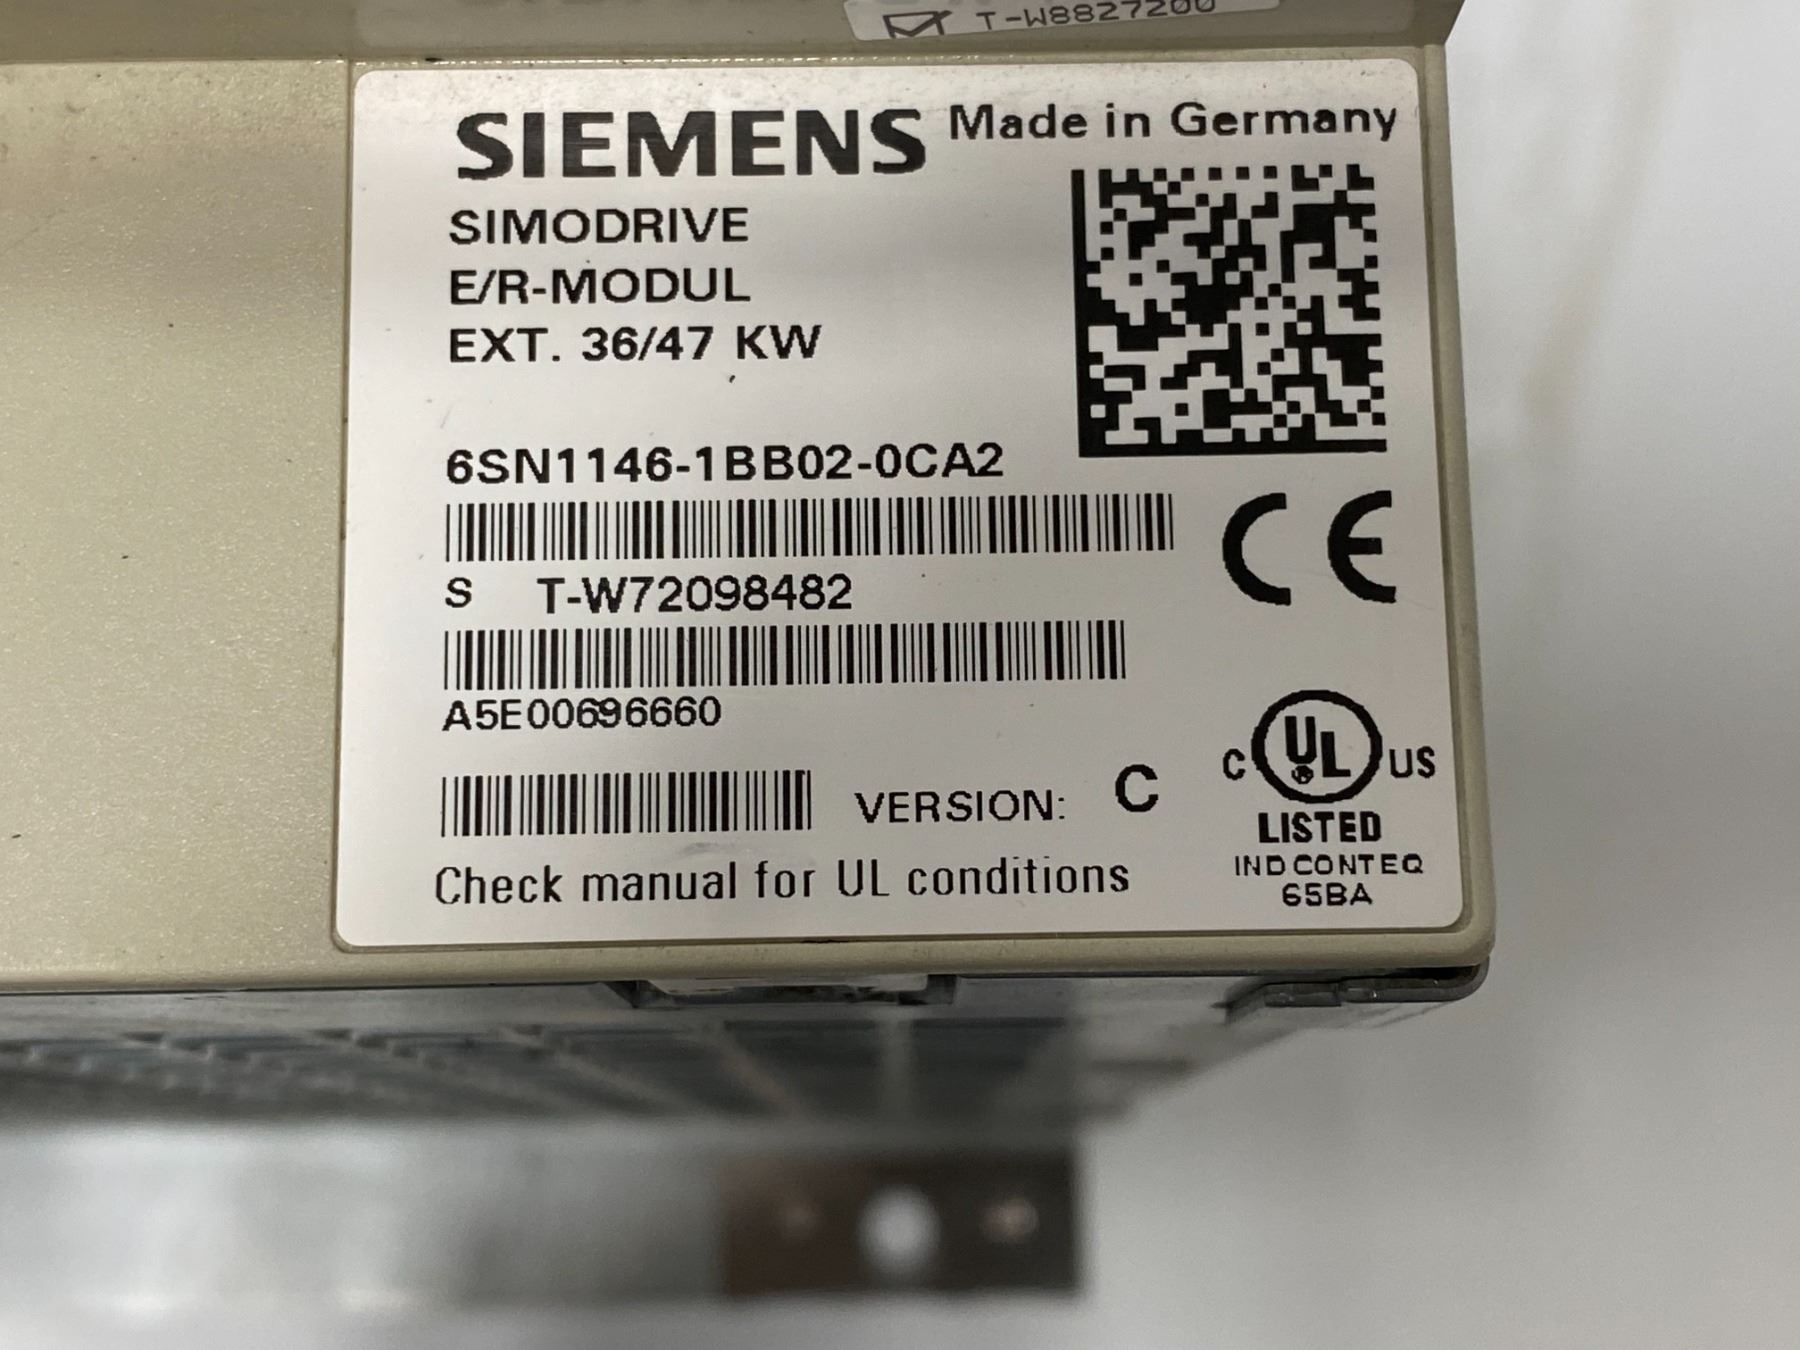 T-W8827200
SIEMENS Made in Germany
SIMODRIVE
E/R-MODUL
EXT. 36/47 KW
6SN1146-1BB02-0CA2
CE
S T-W72098482
A5E00696660
VERSION: C
C UL US
®
LISTED
IND CONT EQ
65BA
Check manual for UL conditions